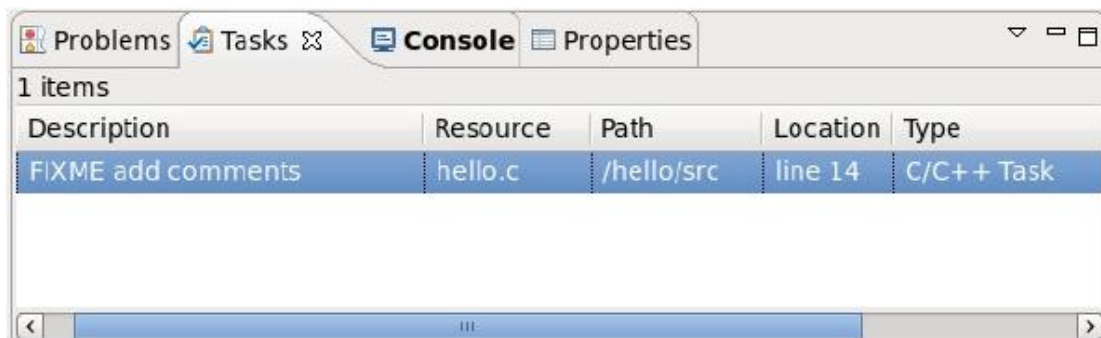 Problems Tasks Console Properties
1 items
Description Resource Path Location Type
FIXME add comments hello.c /hello/src line 14 C/C++ Task